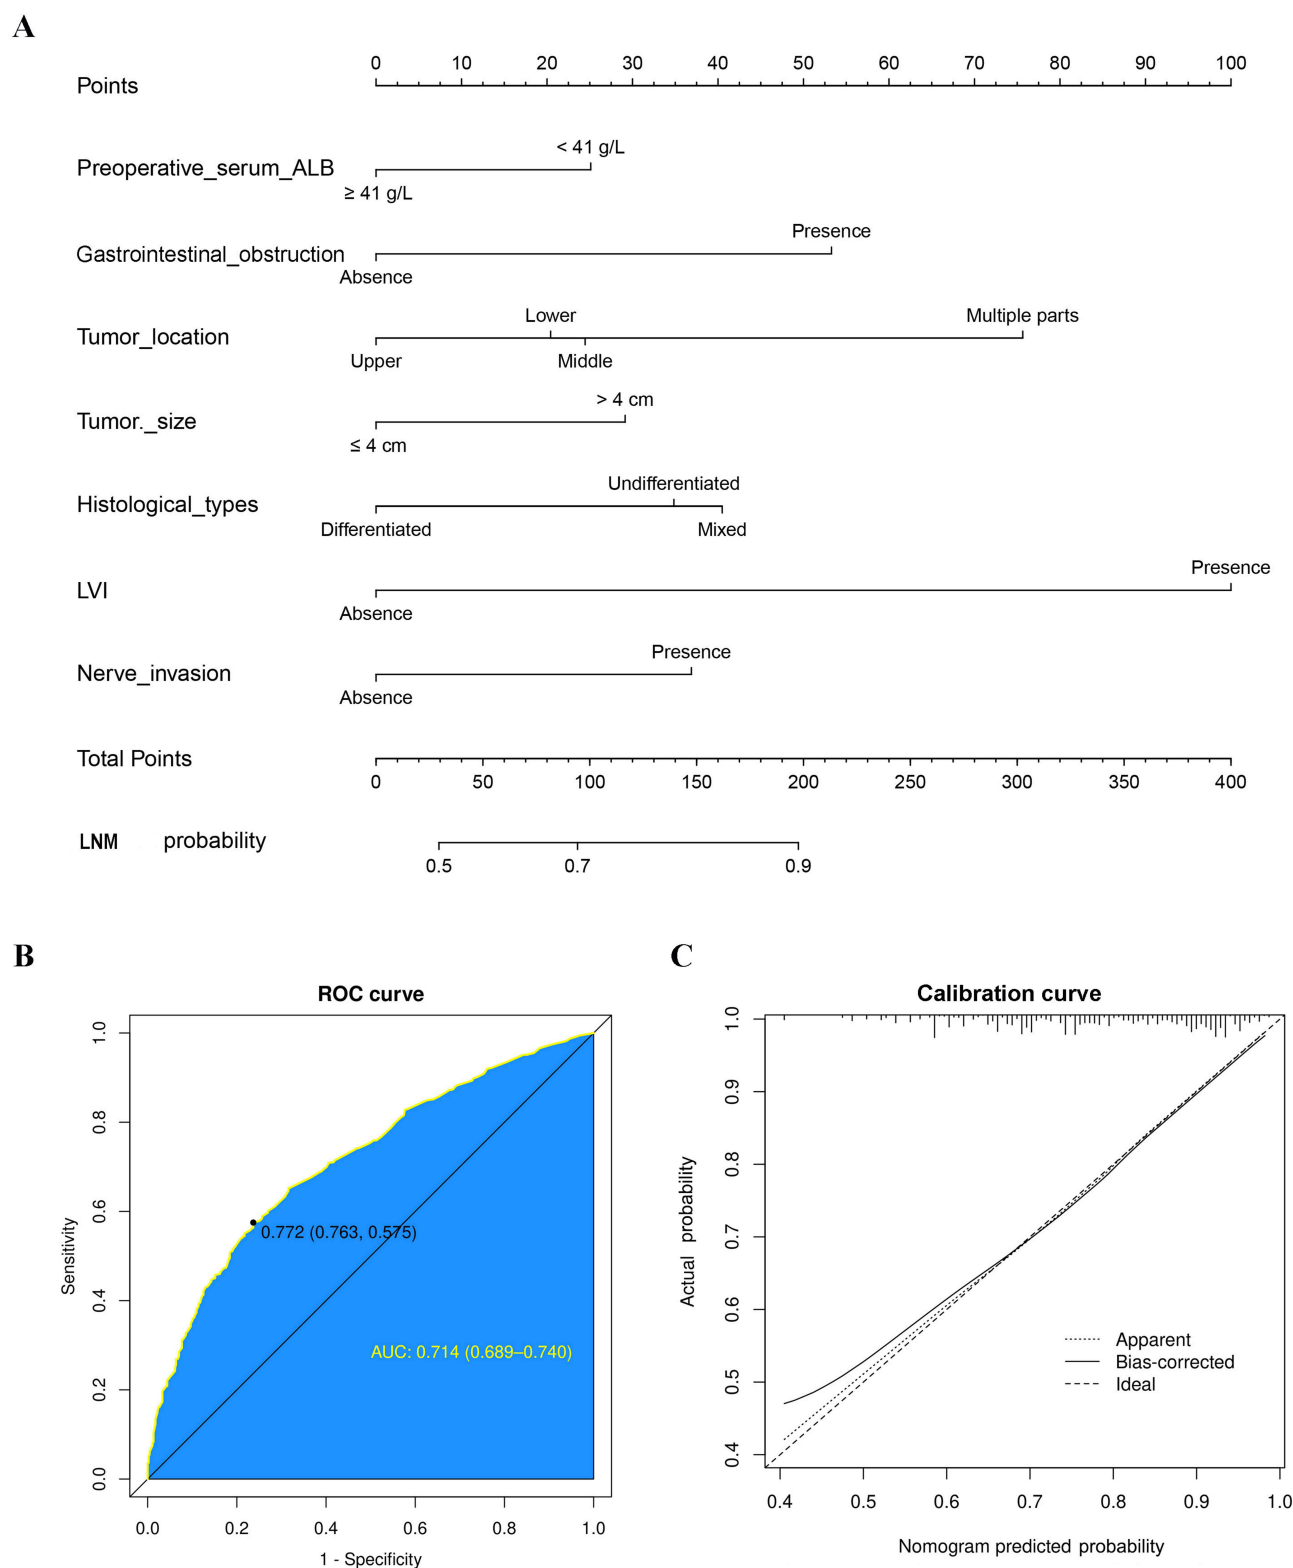 A
Points
0 10 20 30 40 50 60 70 80 90 100
Preoperative_serum_ALB
< 41 g/L
≥ 41 g/L
Gastrointestinal_obstruction
Presence
Absence
Tumor_location
Lower
Multiple parts
Upper
Middle
Tumor._size
> 4 cm
≤ 4 cm
Histological_types
Undifferentiated
Differentiated
Mixed
LVI
Presence
Absence
Nerve_invasion
Presence
Absence
Total Points
0 50 100 150 200 250 300 350 400
LNM probability
0.5 0.7 0.9
B
ROC curve
Sensitivity
1.0
0.8
0.6
0.4
0.2
0.0
0.772 (0.763, 0.575)
AUC: 0.714 (0.689–0.740)
0.0 0.2 0.4 0.6 0.8 1.0
1 - Specificity
C
Calibration curve
Actual probability
1.0
0.9
0.8
0.7
0.6
0.5
0.4
Apparent
Bias-corrected
Ideal
0.4 0.5 0.6 0.7 0.8 0.9 1.0
Nomogram predicted probability